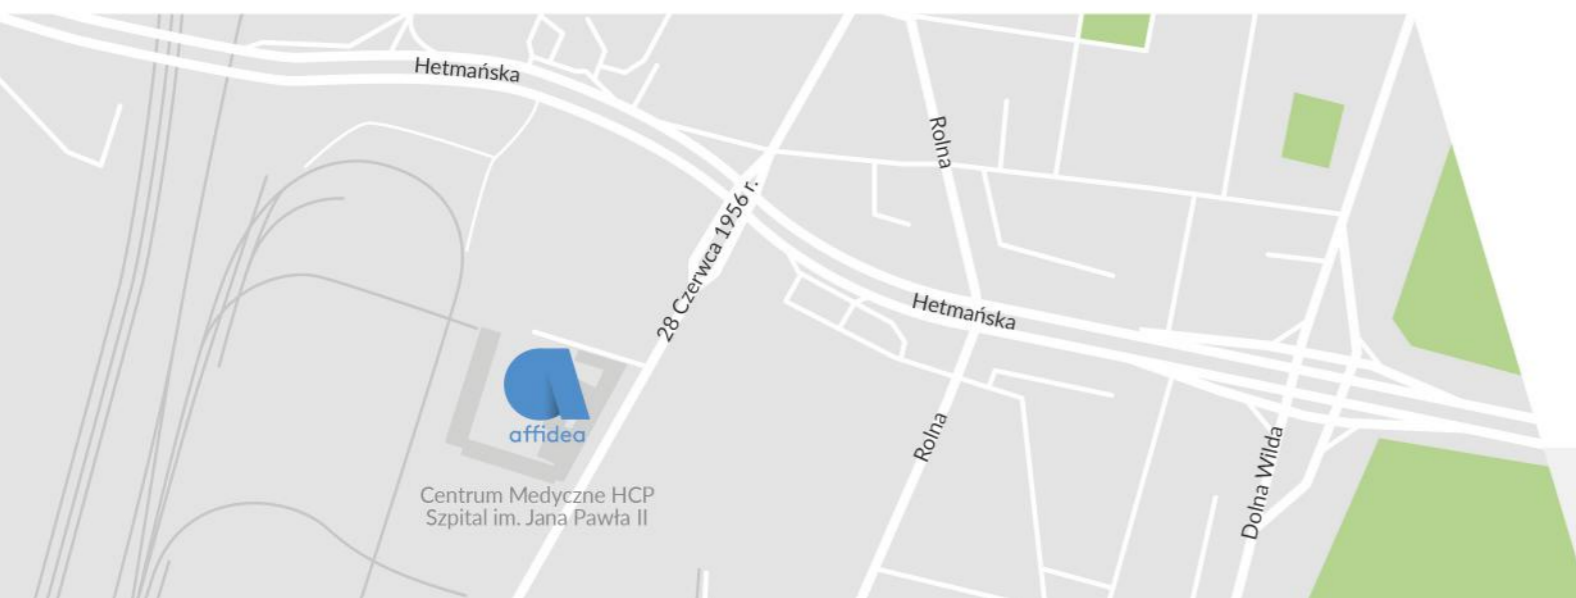 Hetmańska
Rolna
28 Czerwca 1956 r.
Hetmańska
affidea
Rolna
Dolna Wilda
Centrum Medyczne HCP
Szpital im. Jana Pawła II